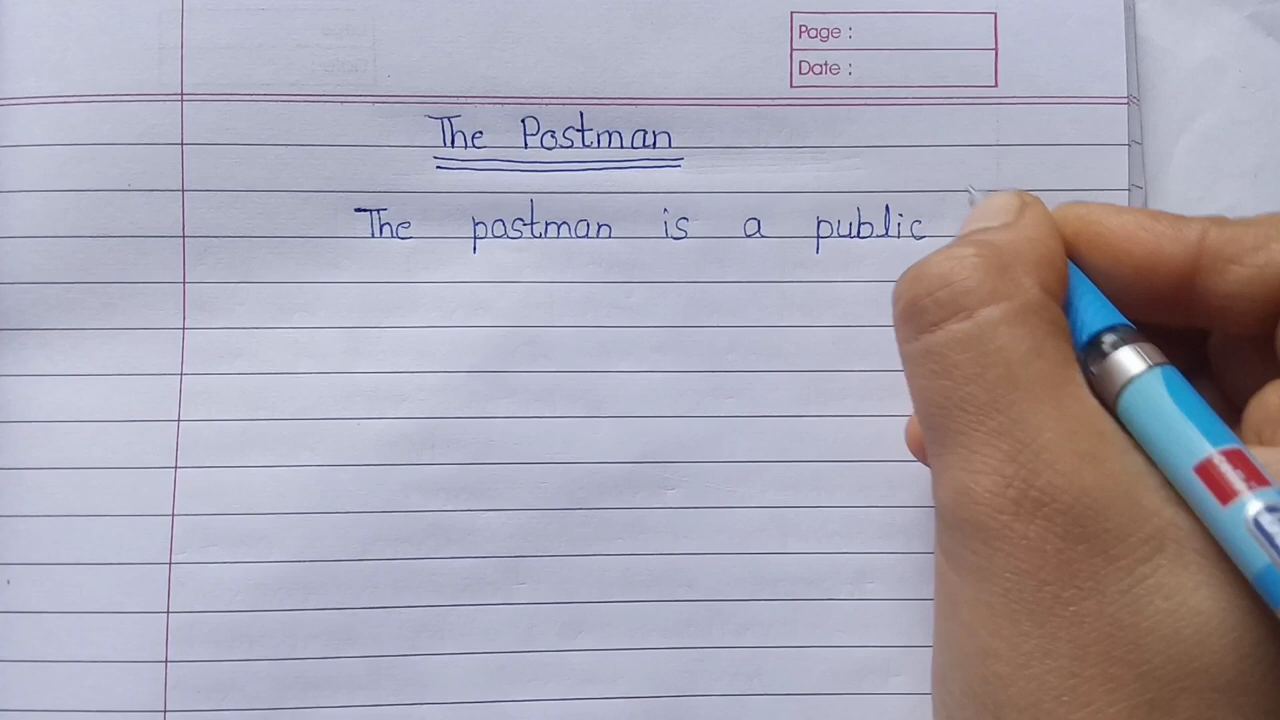 Page :
Date :
The Postman
The postman is a public